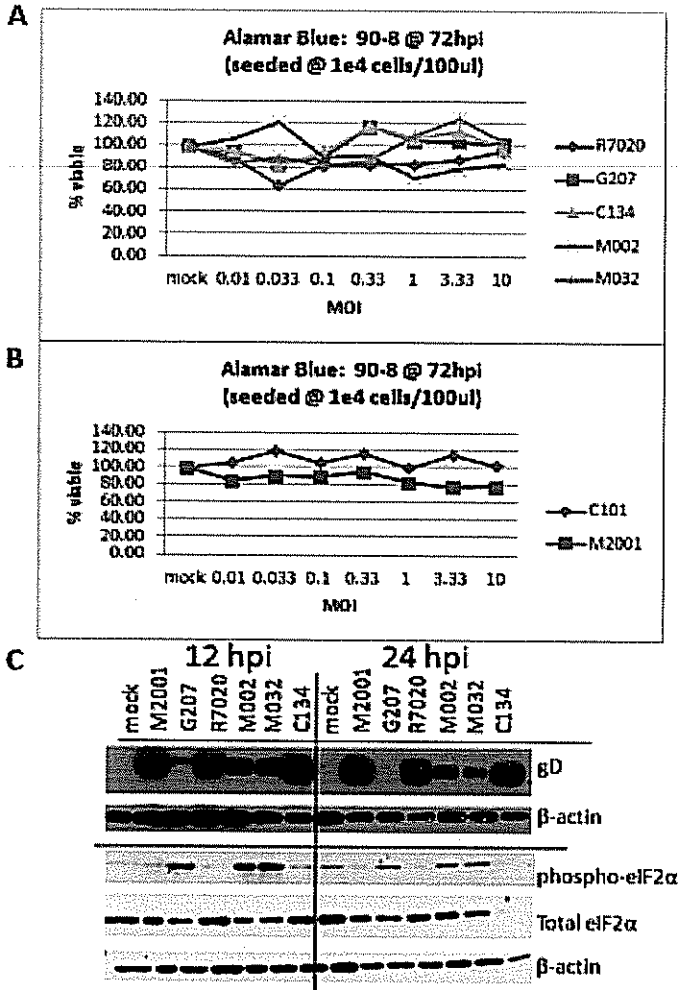 A
Alamar Blue: 90-8 @ 72hpi
(seeded @ 1e4 cells/100ul)
140.00
120.00
100.00
80.00
60.00
40.00
20.00
0.00
% viable
mock 0.01 0.033 0.1 0.33 1 3.33 10
MOI
R7020
G207
C134
M002
M032
B
Alamar Blue: 90-8 @ 72hpi
(seeded @ 1e4 cells/100ul)
140.00
120.00
100.00
80.00
60.00
40.00
20.00
0.00
% viable
mock 0.01 0.033 0.1 0.33 1 3.33 10
MOI
C101
M2001
C
12 hpi 24 hpi
mock M2001 G207 R7020 M002 M032 C134 mock M2001 G207 R7020 M002 M032 C134
gD
β-actin
phospho-eIF2α
Total eIF2α
β-actin